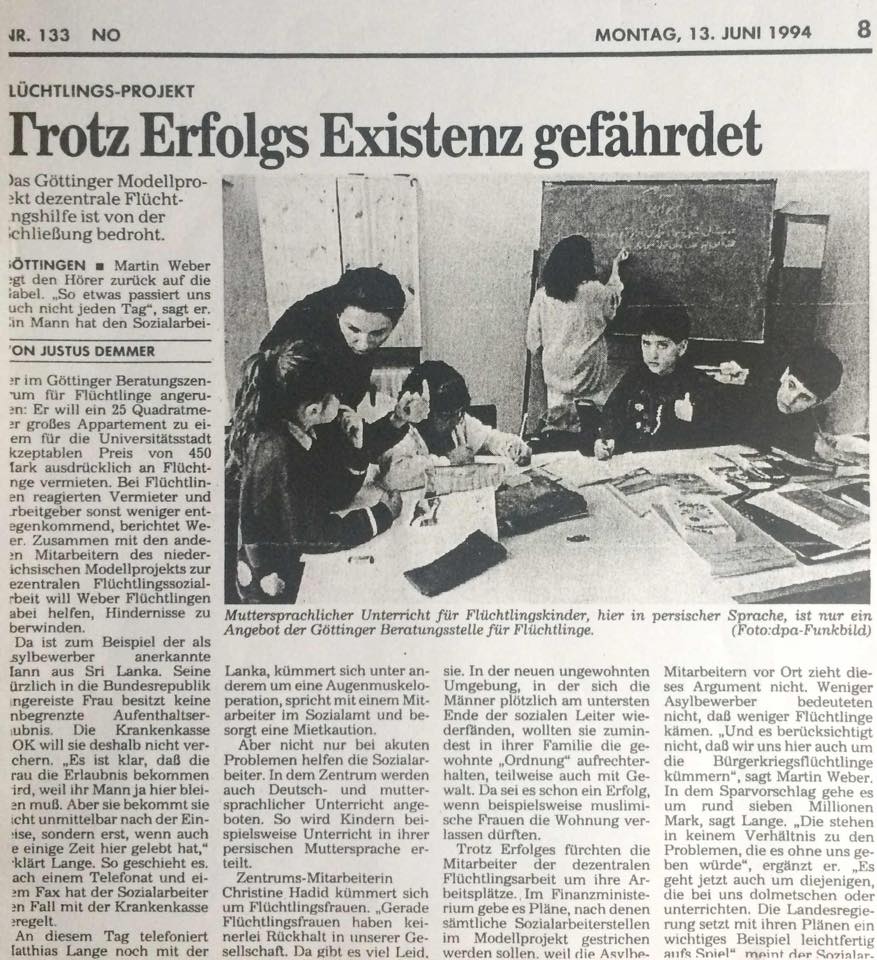 NR. 133 NO
MONTAG, 13. JUNI 1994 8
LÜCHTLINGS-PROJEKT
Trotz Erfolgs Existenz gefährdet
Das Göttinger Modellpro-
ekt dezentrale Flücht-
ngshilfe ist von der
chließung bedroht.
GÖTTINGEN ■ Martin Weber
egt den Hörer zurück auf die
abel. „So etwas passiert uns
uch nicht jeden Tag“, sagt er.
in Mann hat den Sozialarbei-
ON JUSTUS DEMMER
er im Göttinger Beratungszen-
rum für Flüchtlinge angeru-
en: Er will ein 25 Quadratme-
er großes Appartement zu ei-
em für die Universitätsstadt
kzeptablen Preis von 450
Mark ausdrücklich an Flücht-
nge vermieten. Bei Flüchtlin-
en reagierten Vermieter und
rbeitgeber sonst weniger ent-
egenkommend, berichtet We-
er. Zusammen mit den ande-
en Mitarbeitern des nieder-
ichsischen Modellprojekts zur
ezentralen Flüchtlingssozial-
rbeit will Weber Flüchtlingen
abei helfen, Hindernisse zu
berwinden.
Da ist zum Beispiel der als
sylbewerber anerkannte
Mann aus Sri Lanka. Seine
ürzlich in die Bundesrepublik
ingereiste Frau besitzt keine
nbegrenzte Aufenthaltser-
ubnis. Die Krankenkasse
OK will sie deshalb nicht ver-
chern. „Es ist klar, daß die
rau die Erlaubnis bekommen
ird, weil ihr Mann ja hier blei-
en muß. Aber sie bekommt sie
icht unmittelbar nach der Ein-
eise, sondern erst, wenn auch
e einige Zeit hier gelebt hat,“
klärt Lange. So geschieht es.
ach einem Telefonat und ei-
em Fax hat der Sozialarbeiter
en Fall mit der Krankenkasse
eregelt.
An diesem Tag telefoniert
Matthias Lange noch mit der
Muttersprachlicher Unterricht für Flüchtlingskinder, hier in persischer Sprache, ist nur ein
Angebot der Göttinger Beratungsstelle für Flüchtlinge. (Foto:dpa-Funkbild)
Lanka, kümmert sich unter an-
derem um eine Augenmuskelo-
peration, spricht mit einem Mit-
arbeiter im Sozialamt und be-
sorgt eine Mietkaution.
Aber nicht nur bei akuten
Problemen helfen die Sozialar-
beiter. In dem Zentrum werden
auch Deutsch- und mutter-
sprachlicher Unterricht ange-
boten. So wird Kindern bei-
spielsweise Unterricht in ihrer
persischen Muttersprache er-
teilt.
Zentrums-Mitarbeiterin
Christine Hadid kümmert sich
um Flüchtlingsfrauen. „Gerade
Flüchtlingsfrauen haben kei-
nerlei Rückhalt in unserer Ge-
sellschaft. Da gibt es viel Leid,
sie. In der neuen ungewohnten
Umgebung, in der sich die
Männer plötzlich am untersten
Ende der sozialen Leiter wie-
derfänden, wollten sie zumin-
dest in ihrer Familie die ge-
wohnte „Ordnung“ aufrechter-
halten, teilweise auch mit Ge-
walt. Da sei es schon ein Erfolg,
wenn beispielsweise muslimi-
sche Frauen die Wohnung ver-
lassen dürften.
Trotz Erfolges fürchten die
Mitarbeiter der dezentralen
Flüchtlingsarbeit um ihre Ar-
beitsplätze. Im Finanzministe-
rium gebe es Pläne, nach denen
sämtliche Sozialarbeiterstellen
im Modellprojekt gestrichen
werden sollen, weil die Asylbe-
Mitarbeitern vor Ort zieht die-
ses Argument nicht. Weniger
Asylbewerber bedeuteten
nicht, daß weniger Flüchtlinge
kämen. „Und es berücksichtigt
nicht, daß wir uns hier auch um
die Bürgerkriegsflüchtlinge
kümmern“, sagt Martin Weber.
In dem Sparvorschlag gehe es
um rund sieben Millionen
Mark, sagt Lange. „Die stehen
in keinem Verhältnis zu den
Problemen, die es ohne uns ge-
ben würde“, ergänzt er. „Es
geht jetzt auch um diejenigen,
die bei uns dolmetschen oder
unterrichten. Die Landesregie-
rung setzt mit ihren Plänen ein
wichtiges Beispiel leichtfertig
aufs Spiel“, meint der Sozialar-